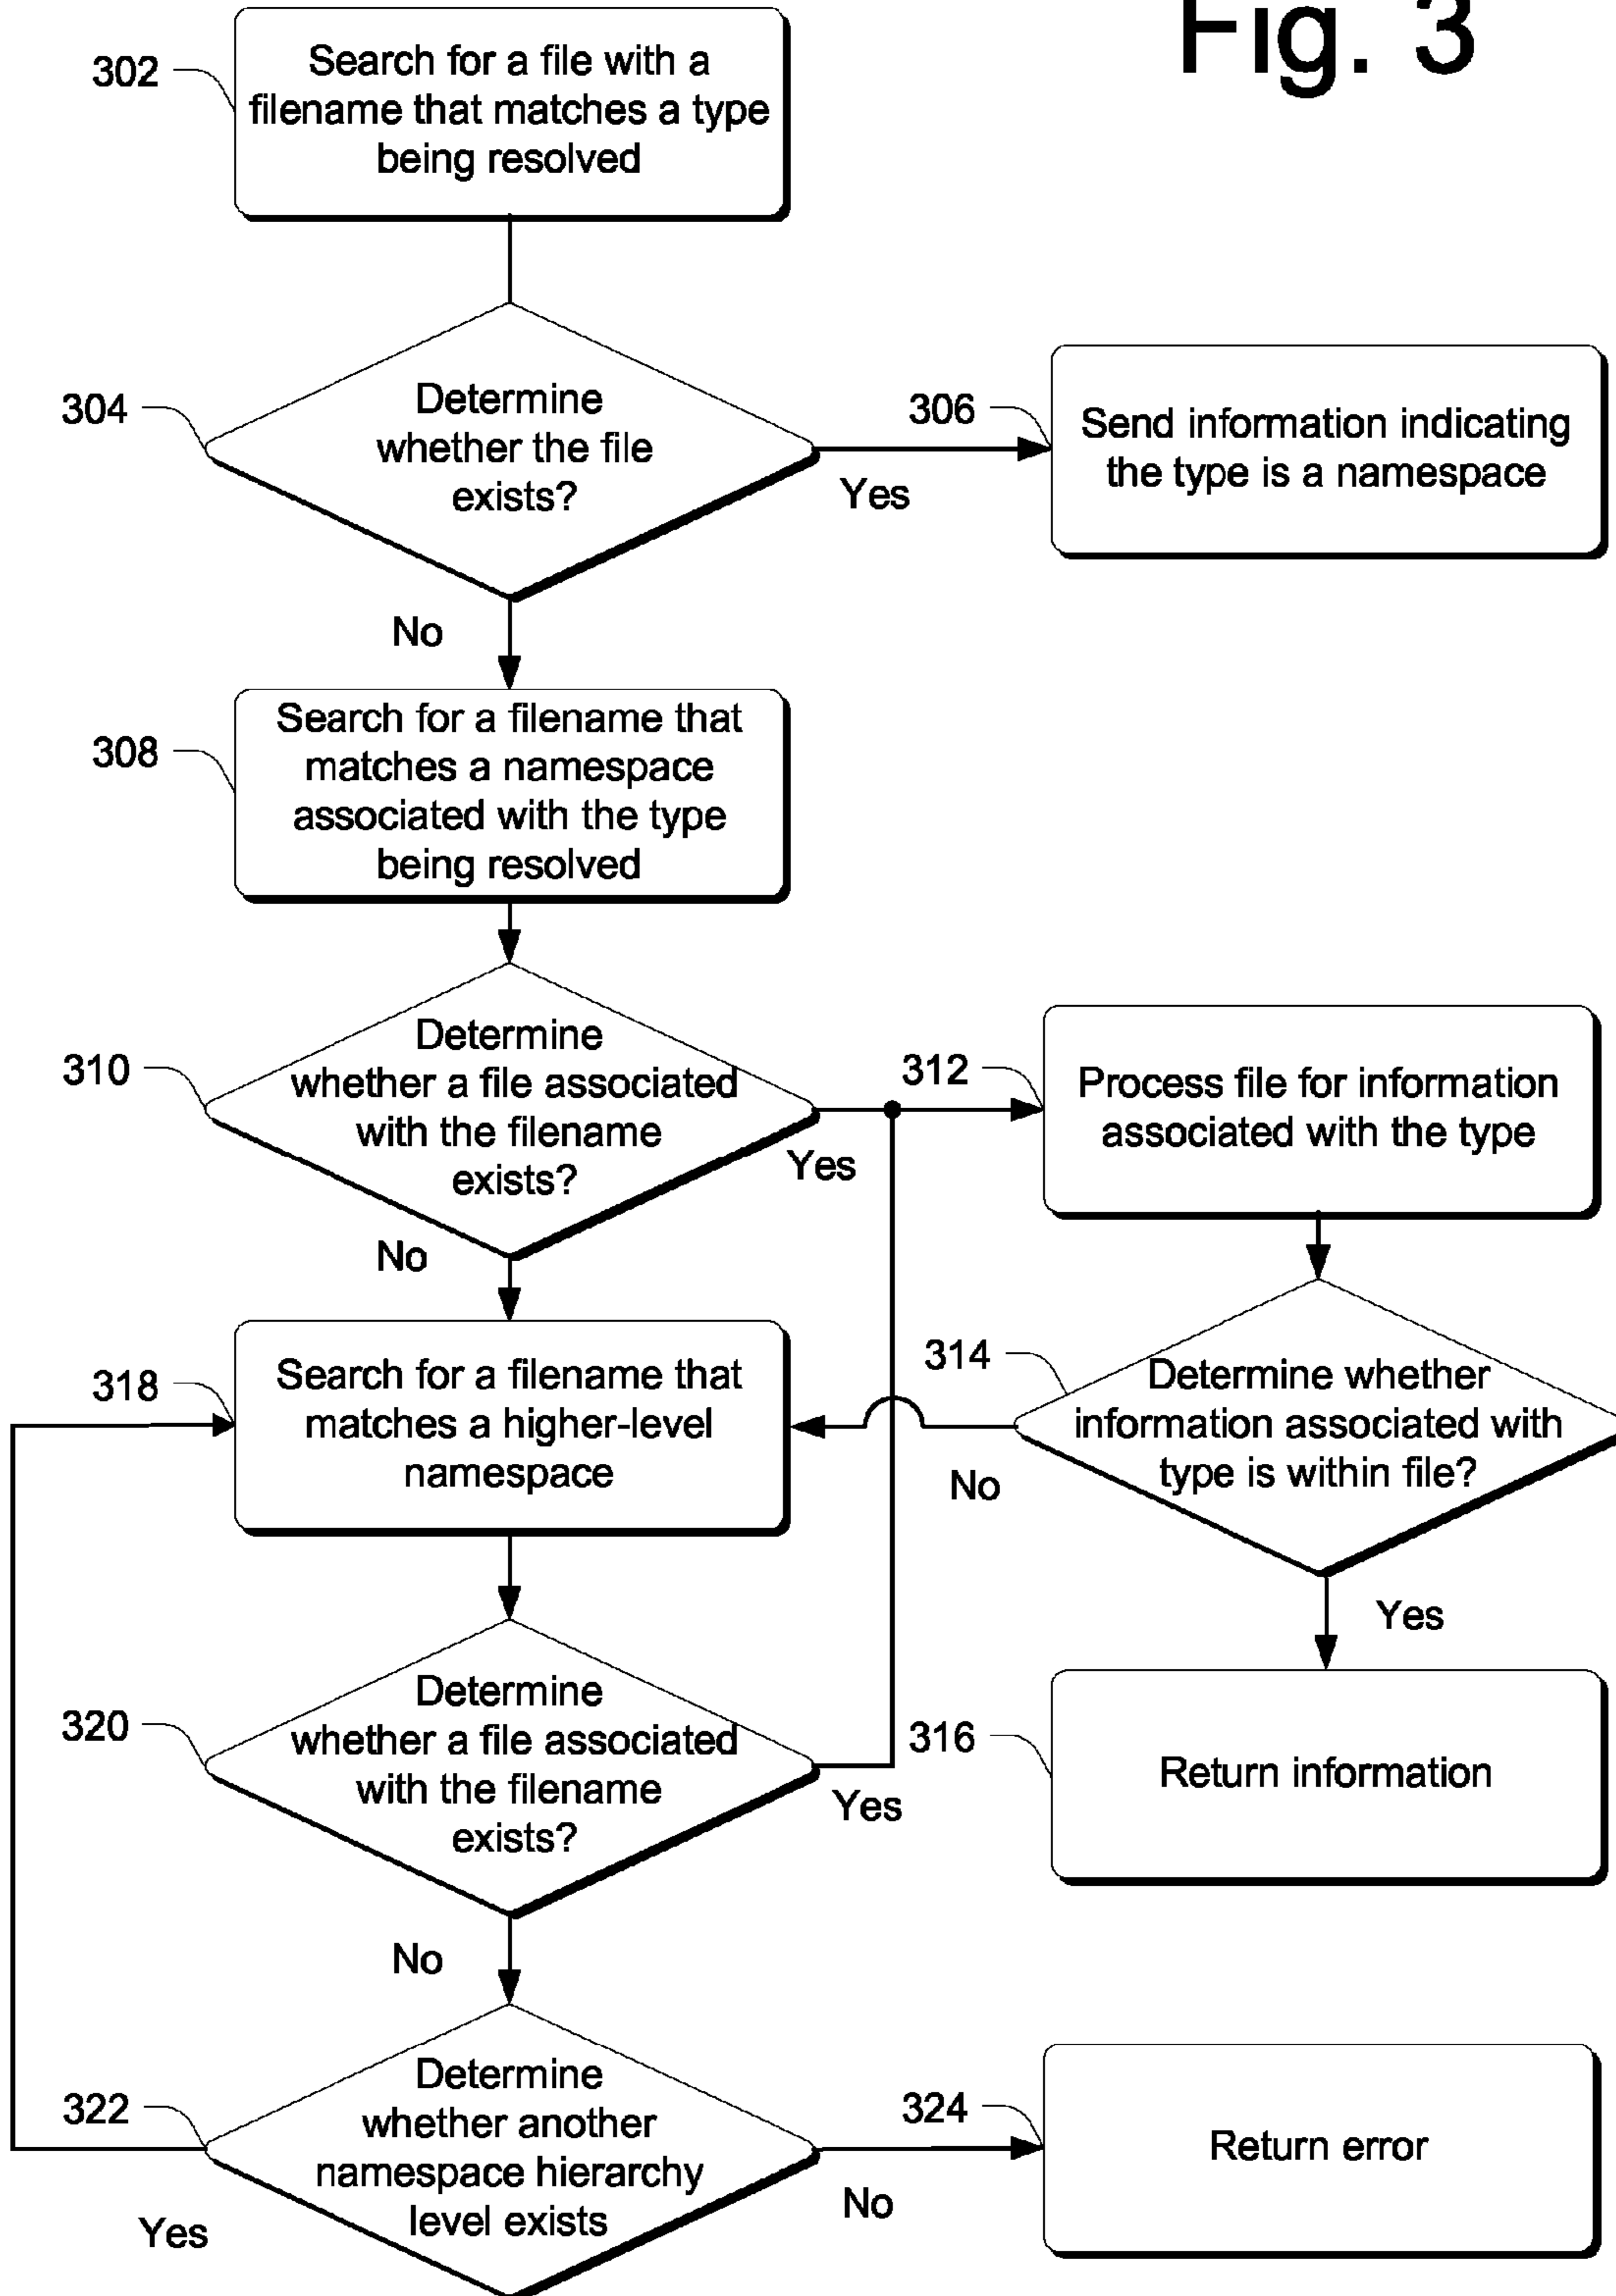 Fig. 3
302
Search for a file with a
filename that matches a type
being resolved
304
Determine
whether the file
exists?
Yes
306
Send information indicating
the type is a namespace
No
308
Search for a filename that
matches a namespace
associated with the type
being resolved
310
Determine
whether a file associated
with the filename
exists?
Yes
312
Process file for information
associated with the type
No
318
Search for a filename that
matches a higher-level
namespace
314
Determine whether
information associated with
type is within file?
No
Yes
320
Determine
whether a file associated
with the filename
exists?
Yes
316
Return information
No
322
Determine
whether another
namespace hierarchy
level exists
Yes
No
324
Return error